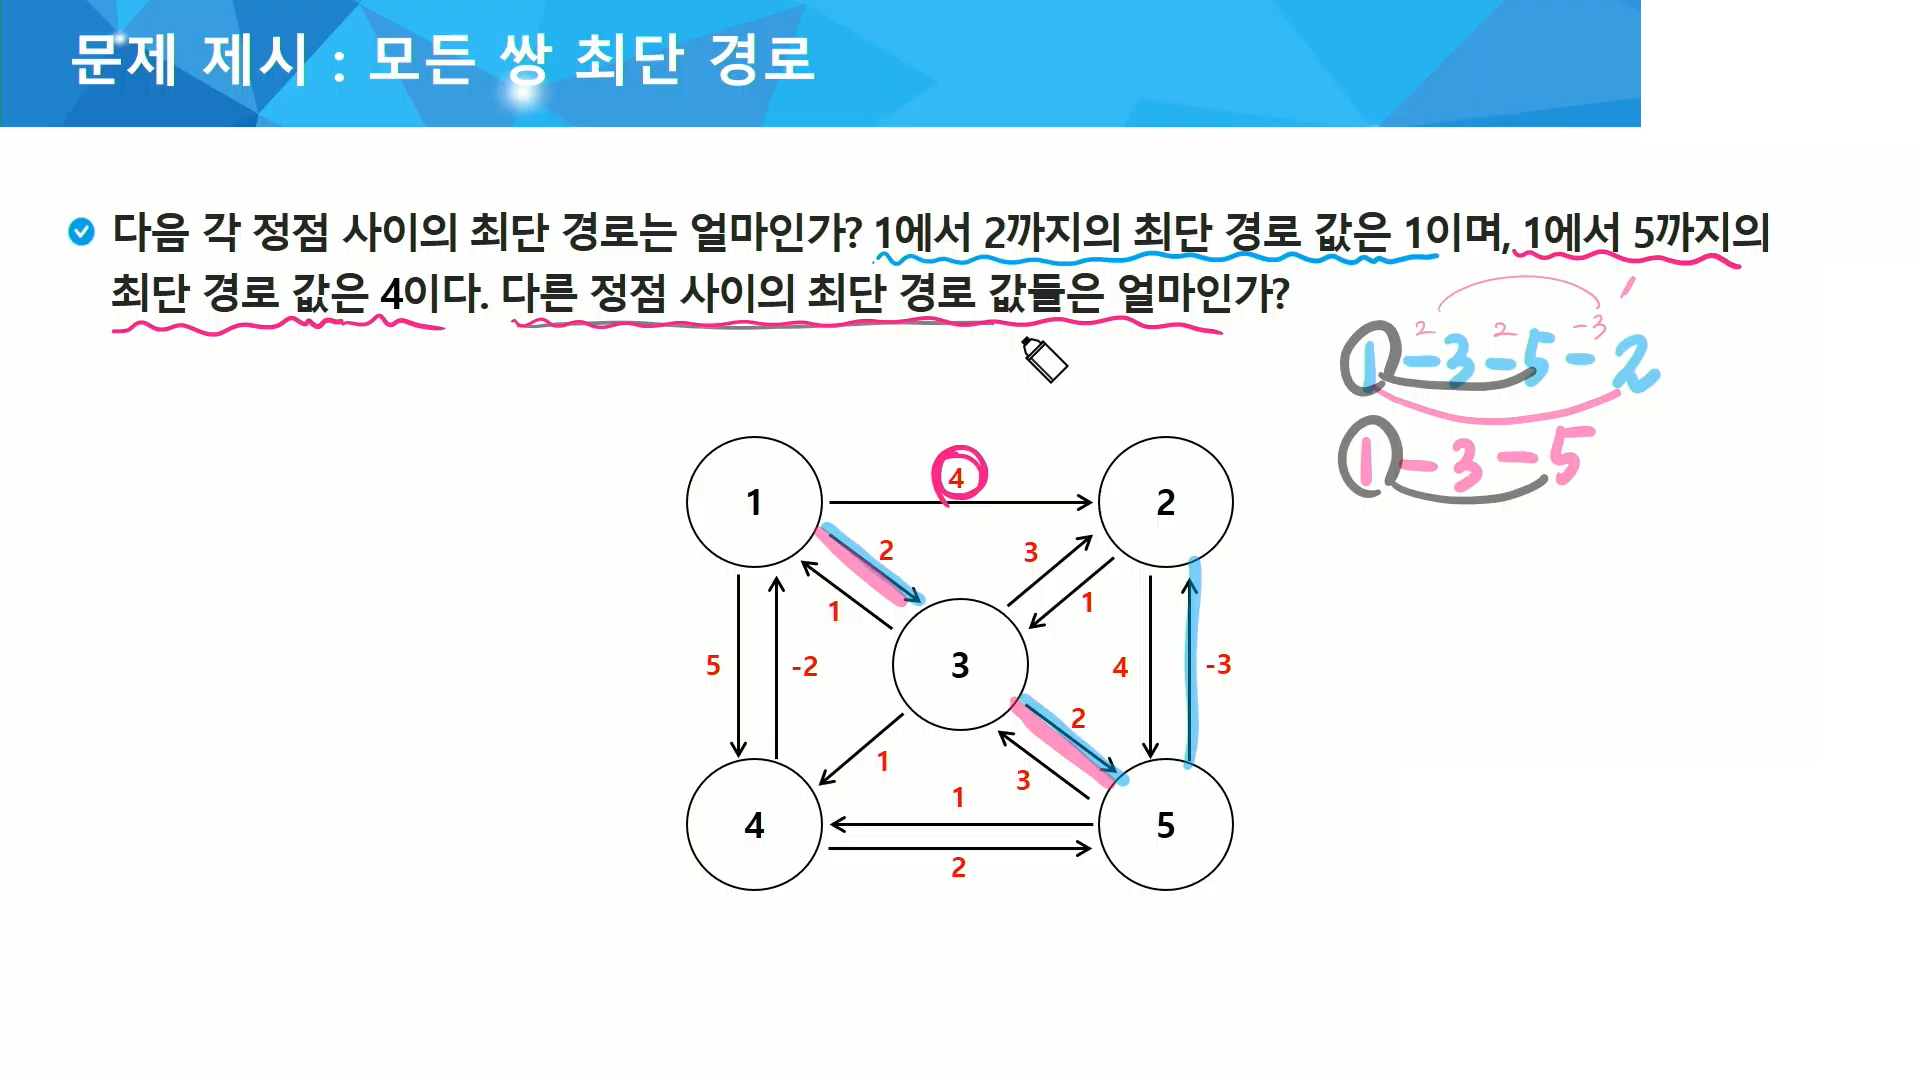 문제 제시 : 모든 쌍 최단 경로
다음 각 정점 사이의 최단 경로는 얼마인가? 1에서 2까지의 최단 경로 값은 1이며, 1에서 5까지의
최단 경로 값은 4이다. 다른 정점 사이의 최단 경로 값들은 얼마인가?
2 2 -3 1
1-3-5-2
1-3-5
4
1 2
2 3
1 1
5 -2 3 4 -3
2
1 3
1
4 5
2